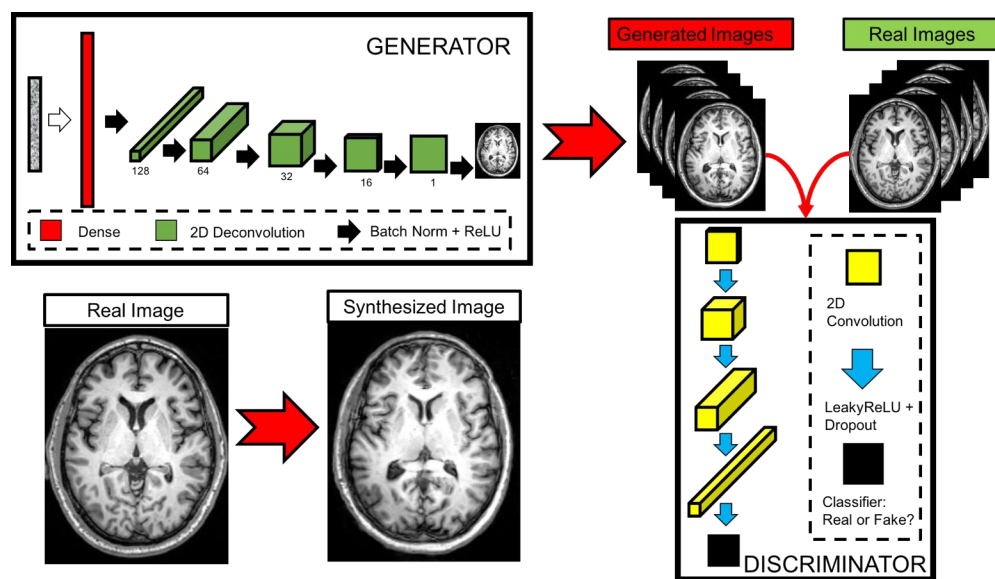 GENERATOR
128
64
32
16
1
Dense
2D Deconvolution
Batch Norm + ReLU
Generated Images
Real Images
Real Image
Synthesized Image
2D
Convolution
LeakyReLU +
Dropout
Classifier:
Real or Fake?
DISCRIMINATOR